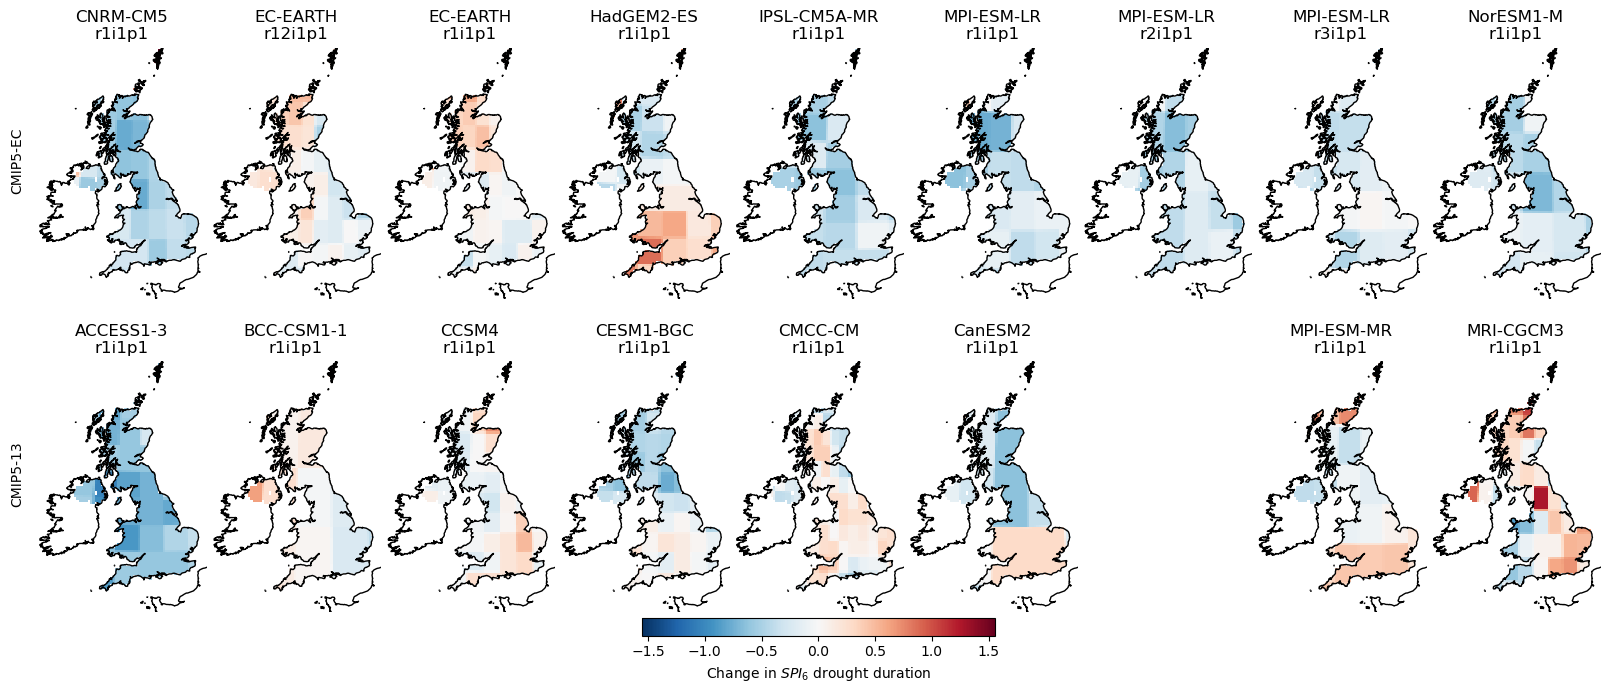 CNRM-CM5
r1i1p1
EC-EARTH
r12i1p1
EC-EARTH
r1i1p1
HadGEM2-ES
r1i1p1
IPSL-CM5A-MR
r1i1p1
MPI-ESM-LR
r1i1p1
MPI-ESM-LR
r2i1p1
MPI-ESM-LR
r3i1p1
NorESM1-M
r1i1p1
CMIP5-EC
ACCESS1-3
r1i1p1
BCC-CSM1-1
r1i1p1
CCSM4
r1i1p1
CESM1-BGC
r1i1p1
CMCC-CM
r1i1p1
CanESM2
r1i1p1
MPI-ESM-MR
r1i1p1
MRI-CGCM3
r1i1p1
CMIP5-13
−1.5 −1.0 −0.5 0.0 0.5 1.0 1.5
Change in SPI₆ drought duration